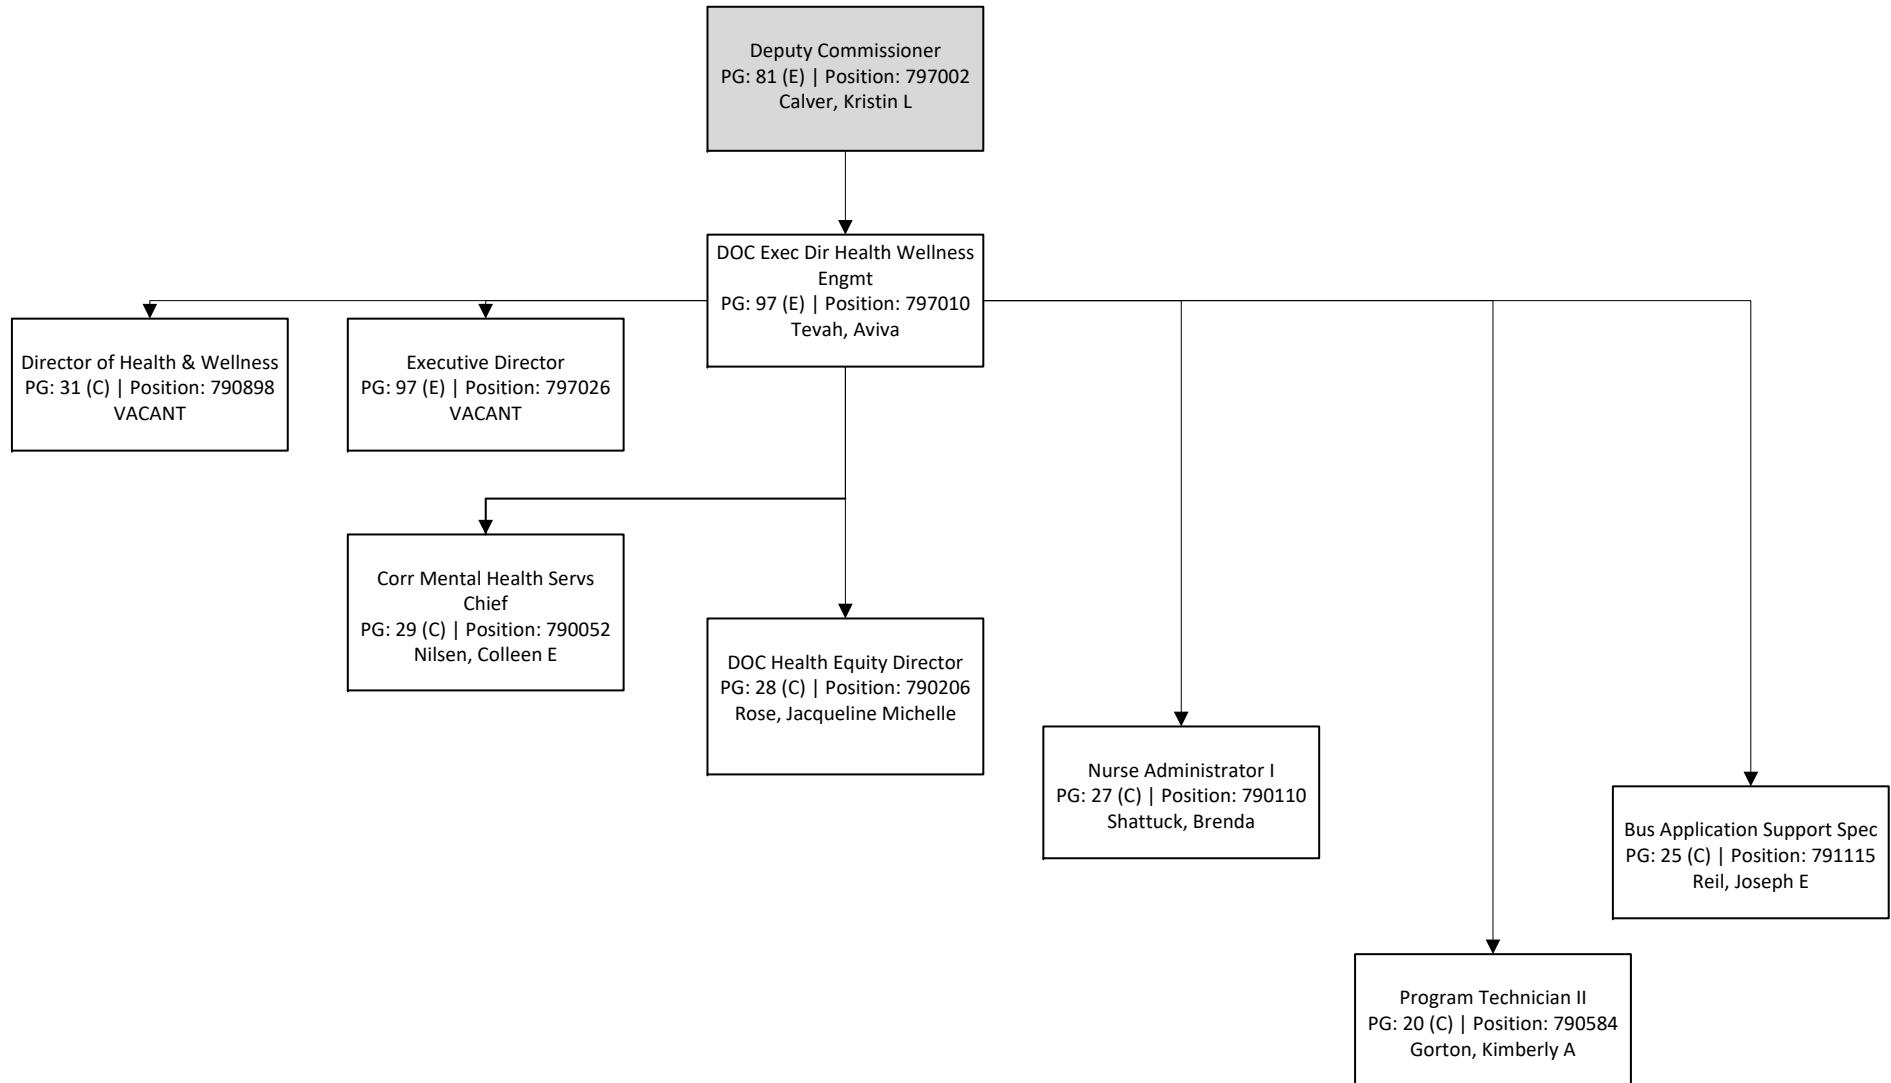 Deputy Commissioner
PG: 81 (E) | Position: 797002
Calver, Kristin L
DOC Exec Dir Health Wellness
Engmt
PG: 97 (E) | Position: 797010
Tevah, Aviva
Director of Health & Wellness
PG: 31 (C) | Position: 790898
VACANT
Executive Director
PG: 97 (E) | Position: 797026
VACANT
Corr Mental Health Servs
Chief
PG: 29 (C) | Position: 790052
Nilsen, Colleen E
DOC Health Equity Director
PG: 28 (C) | Position: 790206
Rose, Jacqueline Michelle
Nurse Administrator I
PG: 27 (C) | Position: 790110
Shattuck, Brenda
Bus Application Support Spec
PG: 25 (C) | Position: 791115
Reil, Joseph E
Program Technician II
PG: 20 (C) | Position: 790584
Gorton, Kimberly A